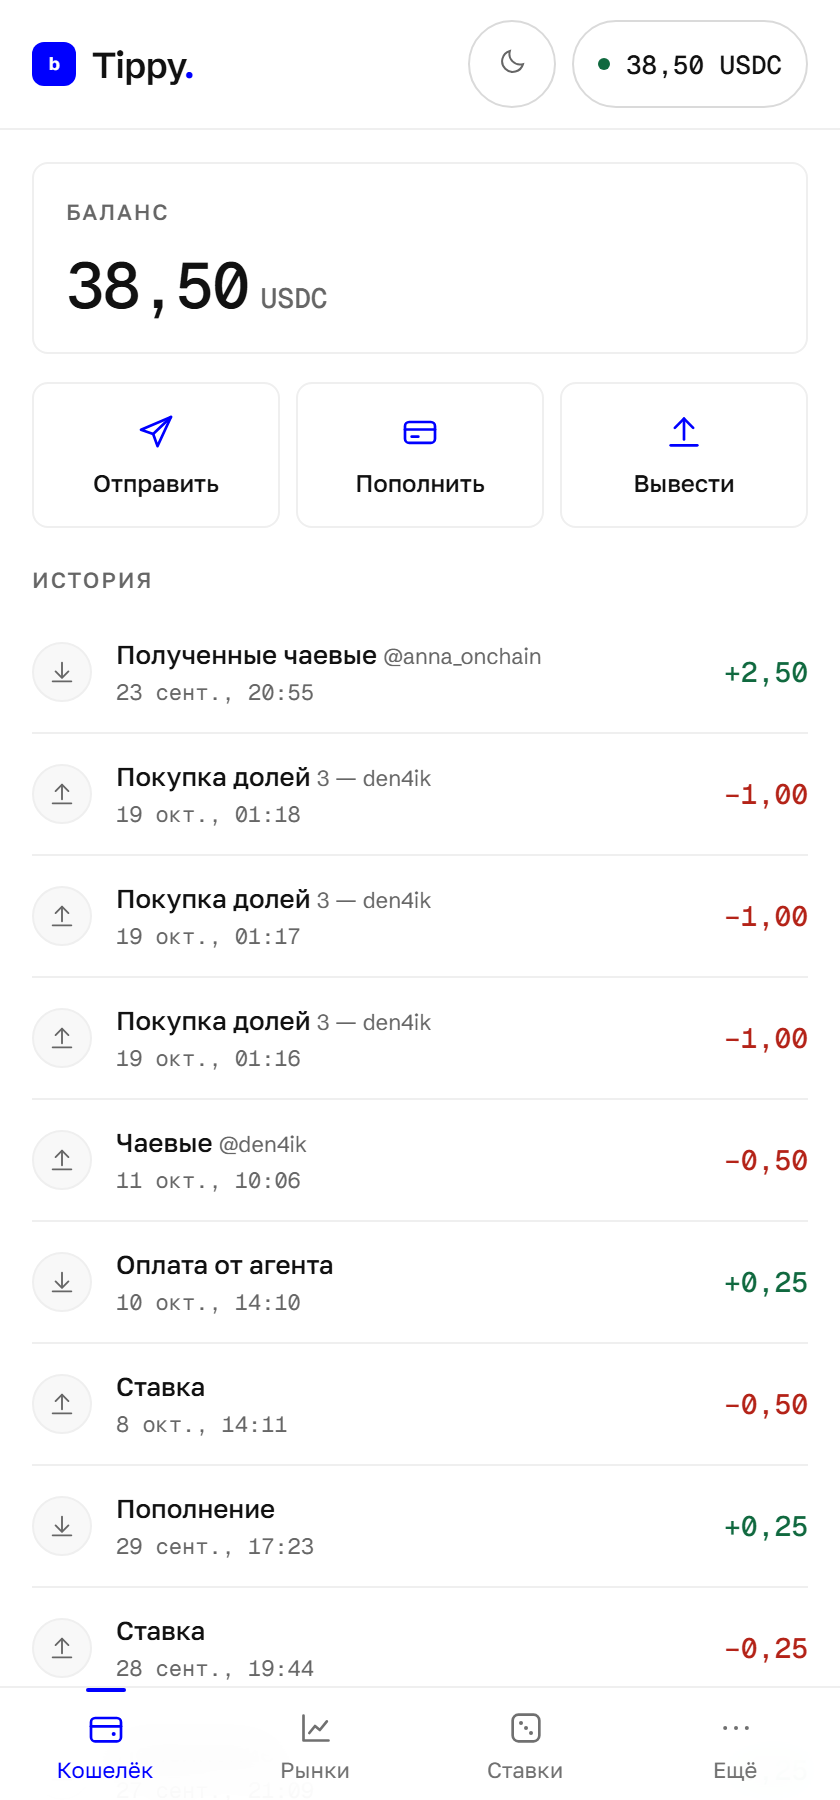 b Tippy.
38,50 USDC
БАЛАНС
38,50 USDC
Отправить
Пополнить
Вывести
ИСТОРИЯ
Полученные чаевые @anna_onchain
23 сент., 20:55
+2,50
Покупка долей 3 — den4ik
19 окт., 01:18
−1,00
Покупка долей 3 — den4ik
19 окт., 01:17
−1,00
Покупка долей 3 — den4ik
19 окт., 01:16
−1,00
Чаевые @den4ik
11 окт., 10:06
−0,50
Оплата от агента
10 окт., 14:10
+0,25
Ставка
8 окт., 14:11
−0,50
Пополнение
29 сент., 17:23
+0,25
Ставка
28 сент., 19:44
−0,25
Кошелёк
Рынки
Ставки
Ещё